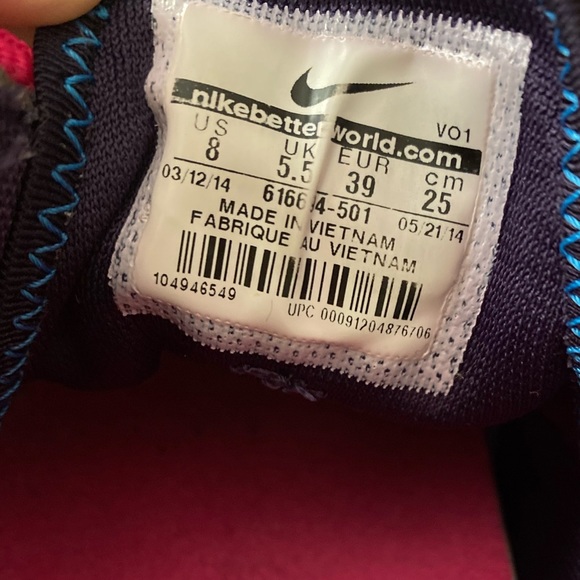 nikebetterworld.com
VO1
US UK EUR cm
8 5.5 39 25
03/12/14 05/21/14
MADE IN VIETNAM
FABRIQUE AU VIETNAM
104946549
UPC 00091204876706